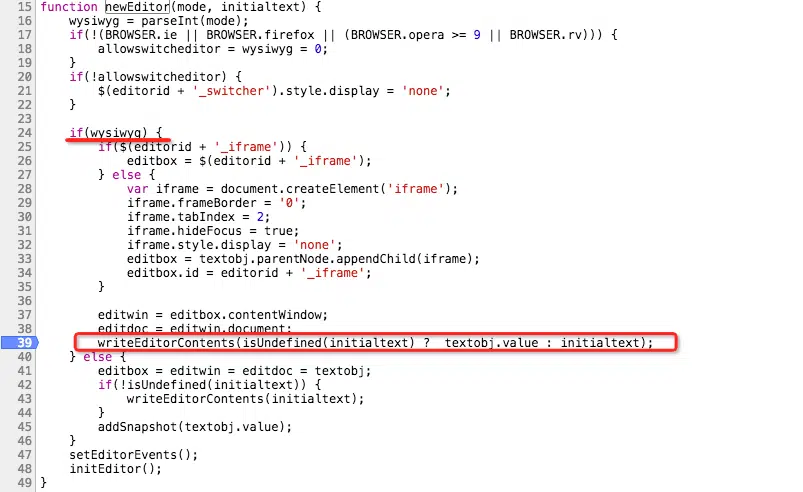 15 function newEditor(mode, initialtext) {
16     wysiwyg = parseInt(mode);
17     if(!(BROWSER.ie || BROWSER.firefox || (BROWSER.opera >= 9 || BROWSER.rv))) {
18         allowswitcheditor = wysiwyg = 0;
19     }
20     if(!allowswitcheditor) {
21         $(editorid + '_switcher').style.display = 'none';
22     }
23
24     if(wysiwyg) {
25         if($(editorid + '_iframe')) {
26             editbox = $(editorid + '_iframe');
27         } else {
28             var iframe = document.createElement('iframe');
29             iframe.frameBorder = '0';
30             iframe.tabIndex = 2;
31             iframe.hideFocus = true;
32             iframe.style.display = 'none';
33             editbox = textobj.parentNode.appendChild(iframe);
34             editbox.id = editorid + '_iframe';
35         }
36
37         editwin = editbox.contentWindow;
38         editdoc = editwin.document;
39         writeEditorContents(isUndefined(initialtext) ?  textobj.value : initialtext);
40     } else {
41         editbox = editwin = editdoc = textobj;
42         if(!isUndefined(initialtext)) {
43             writeEditorContents(initialtext);
44         }
45         addSnapshot(textobj.value);
46     }
47     setEditorEvents();
48     initEditor();
49 }